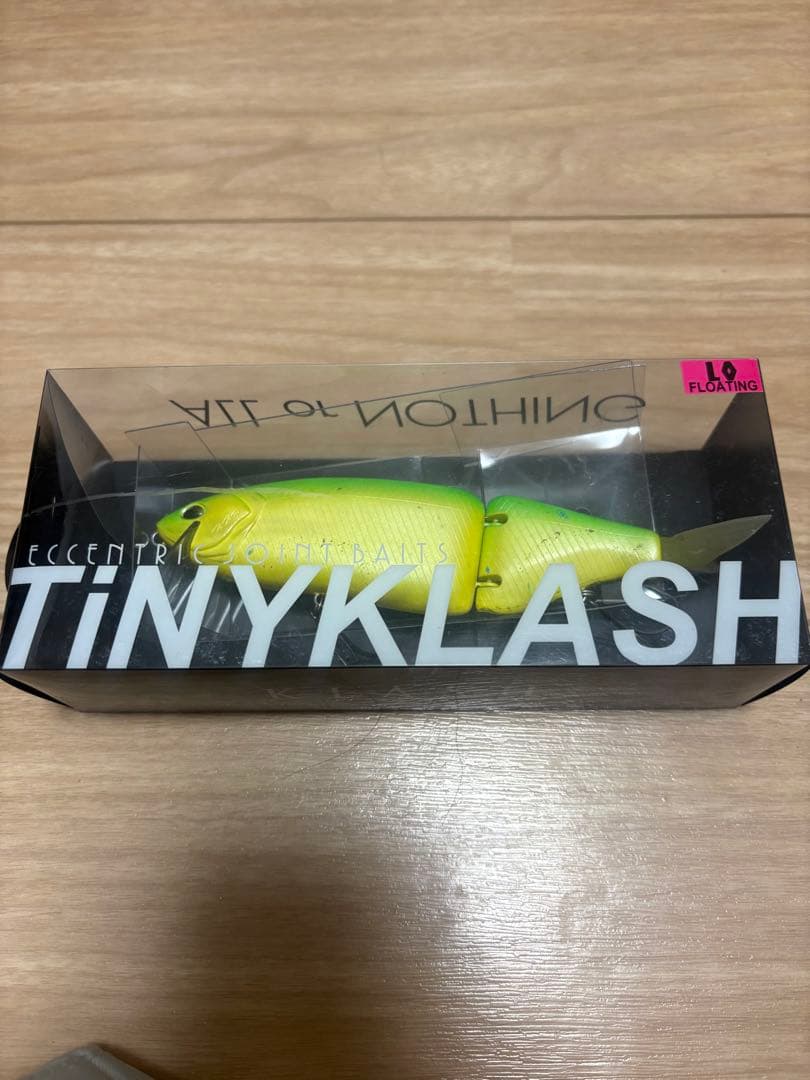 LO
FLOATING
ALL or NOTHING
ECCENTRIC JOINT BAITS
TiNYKLASH